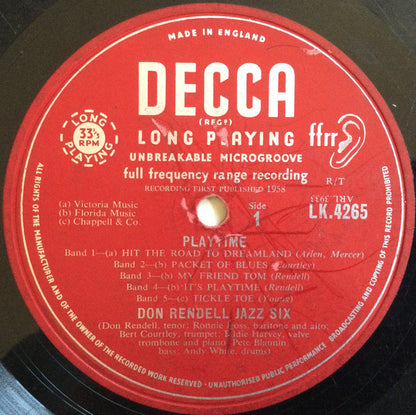 MADE IN ENGLAND
DECCA
(REGD)
LONG PLAYING
ffrr
UNBREAKABLE MICROGROOVE
full frequency range recording
RECORDING FIRST PUBLISHED 1958
LONG PLAYING
33⅓ RPM
R/T
ARL 3933
(a) Victoria Music
(b) Florida Music
(c) Chappell & Co.
Side
1
LK.4265
PLAYTIME
Band 1—(a) HIT THE ROAD TO DREAMLAND (Arlen, Mercer)
Band 2—(b) PACKET OF BLUES (Courtley)
Band 3—(b) MY FRIEND TOM (Rendell)
Band 4—(b) IT'S PLAYTIME (Rendell)
Band 5—(c) TICKLE TOE (Young)
DON RENDELL JAZZ SIX
(Don Rendell, tenor; Ronnie Ross, baritone and alto;
Bert Courtley, trumpet; Eddie Harvey, valve
trombone and piano; Pete Blannin
bass; Andy White, drums)
ALL RIGHTS OF THE MANUFACTURER AND OF THE OWNER OF THE RECORDED WORK RESERVED · UNAUTHORISED PUBLIC PERFORMANCE, BROADCASTING AND COPYING OF THIS RECORD PROHIBITED